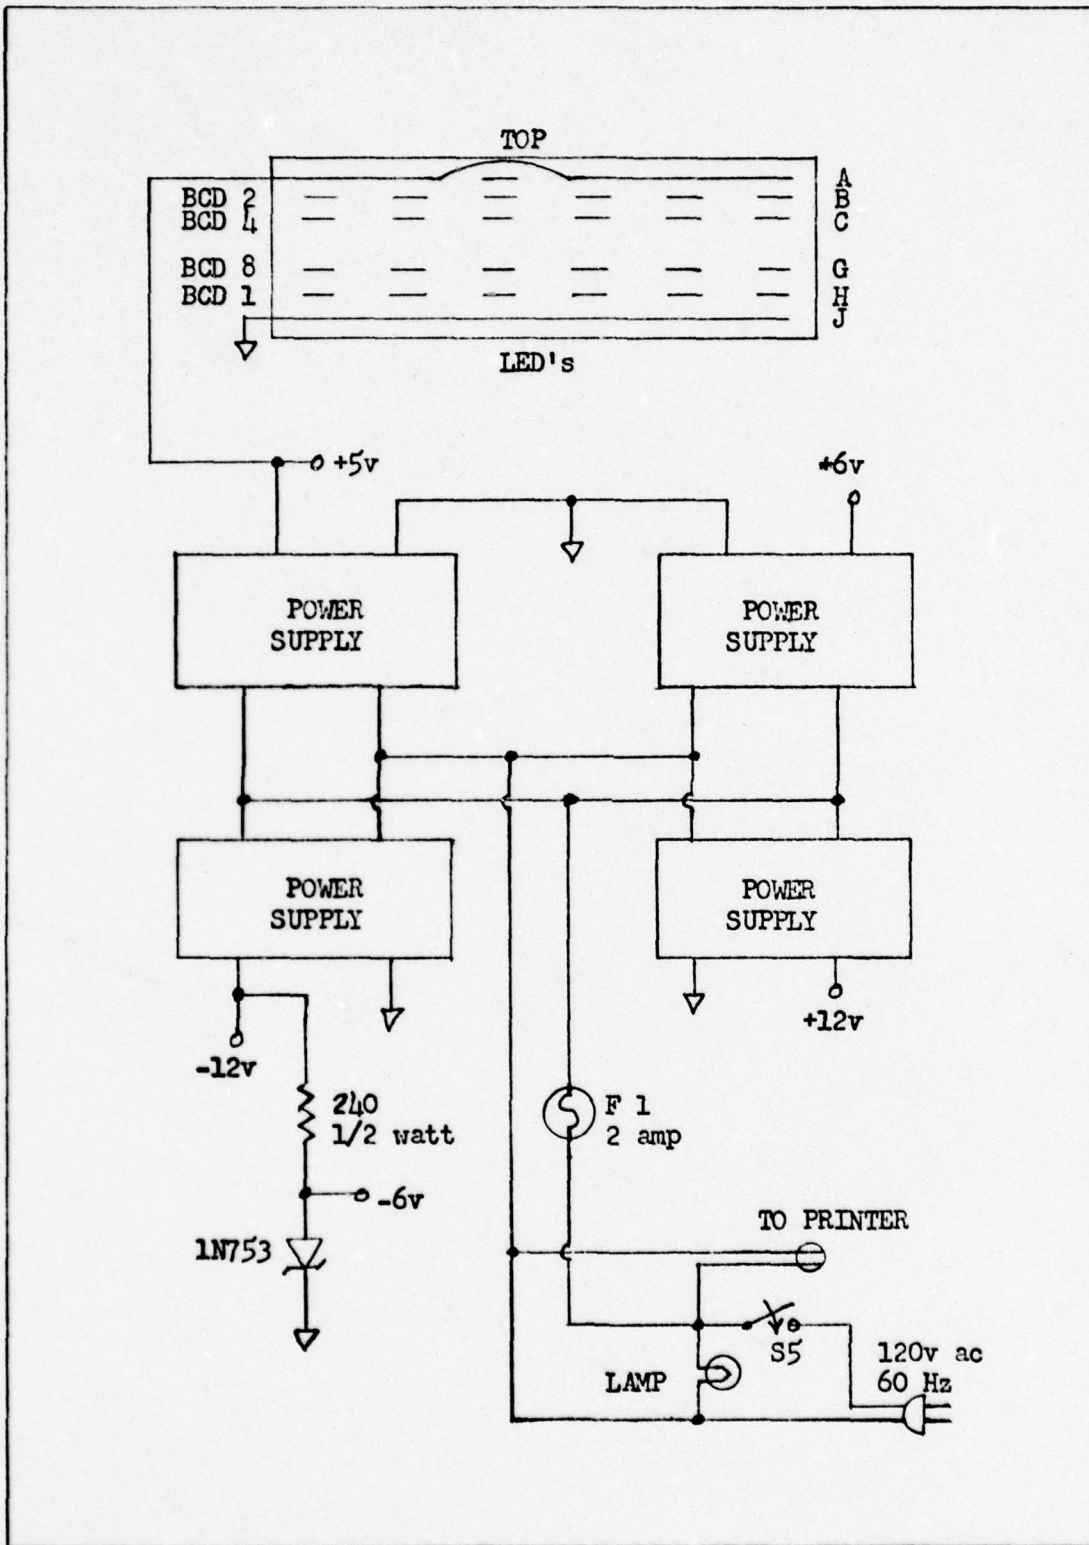 TOP
A
BCD 2 B
BCD 4 C
BCD 8 G
BCD 1 H
J
LED's
+5v
+6v
POWER
SUPPLY
POWER
SUPPLY
POWER
SUPPLY
POWER
SUPPLY
-12v
+12v
240
1/2 watt
F 1
2 amp
-6v
1N753
TO PRINTER
S5
LAMP
120v ac
60 Hz